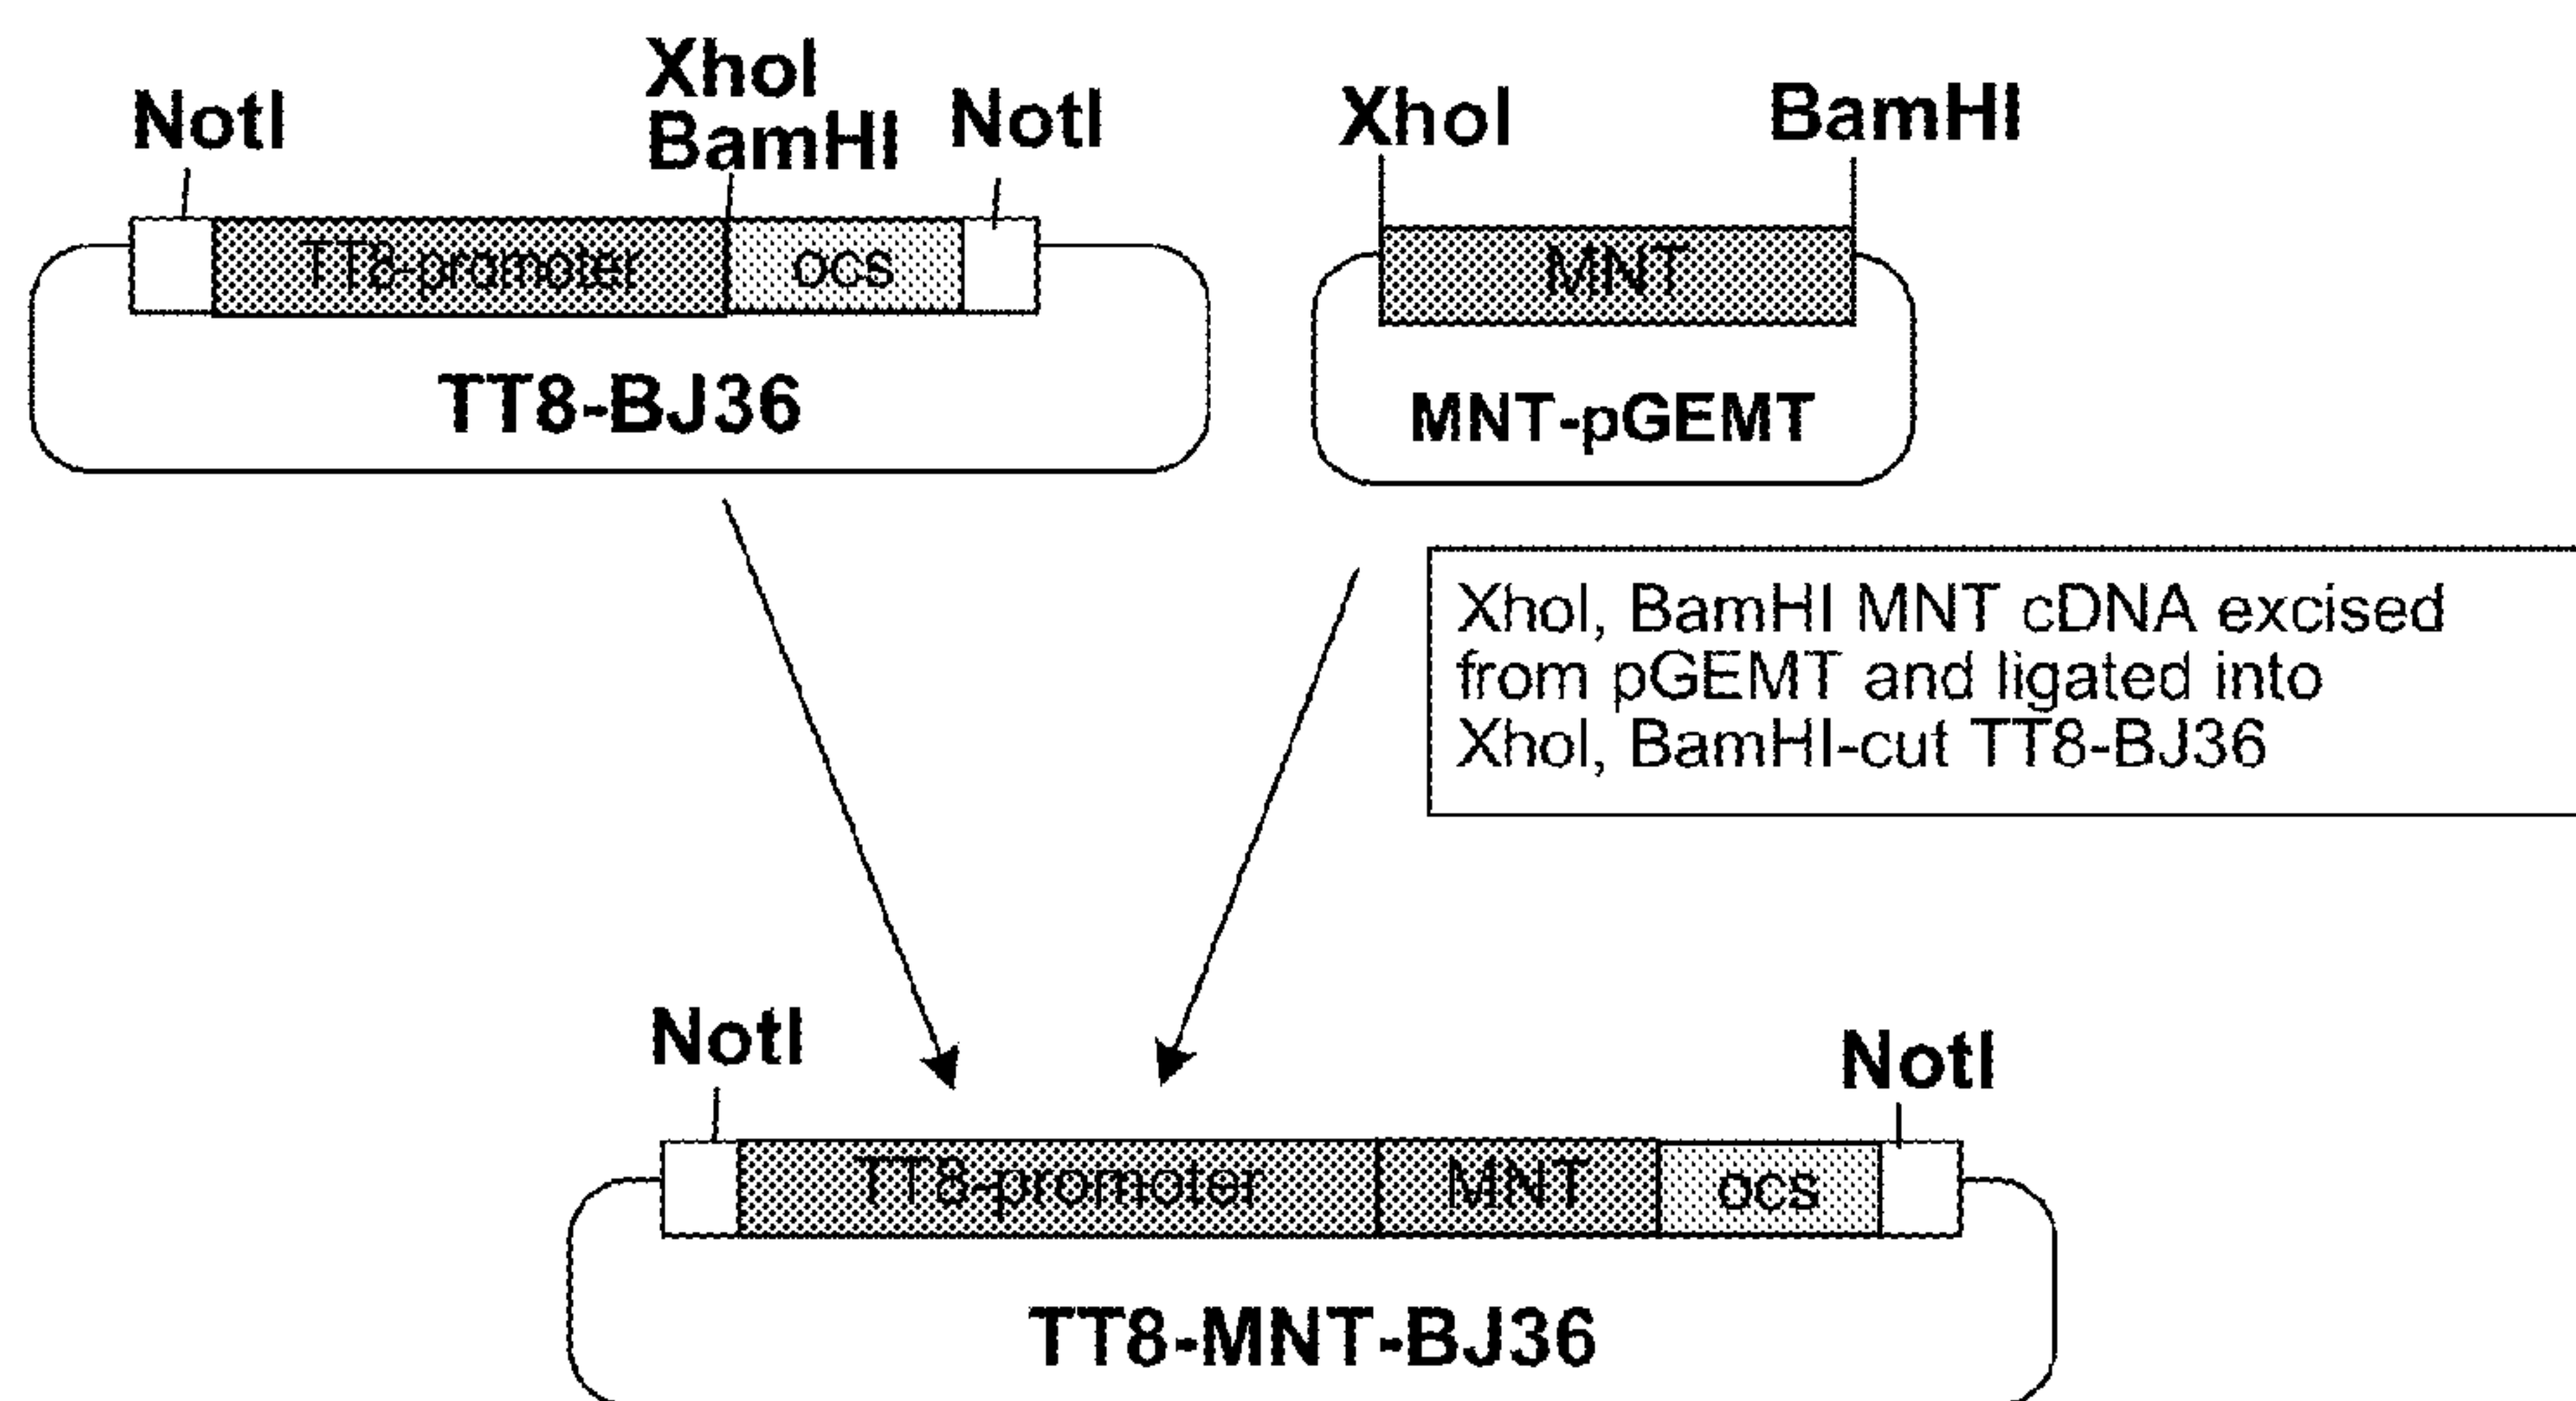 NotI
XhoI
BamHI
NotI
XhoI
BamHI
TT8-promoter
ocs
MNT
TT8-BJ36
MNT-pGEMT
XhoI, BamHI MNT cDNA excised
from pGEMT and ligated into
XhoI, BamHI-cut TT8-BJ36
NotI
NotI
TT8-promoter
MNT
ocs
TT8-MNT-BJ36